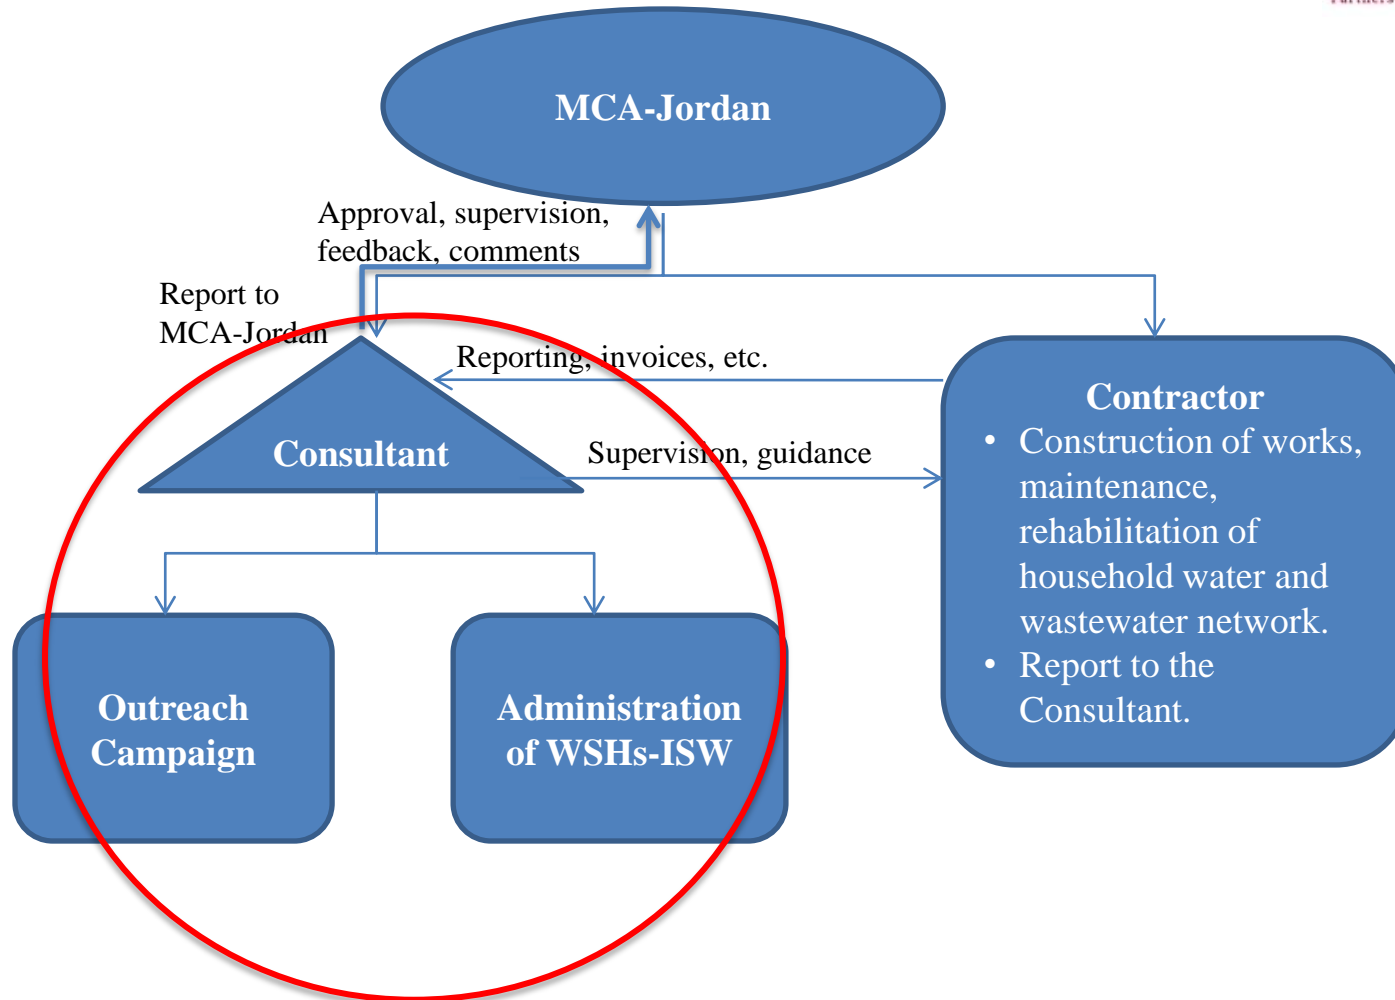 Partners
MCA-Jordan
Approval, supervision,
feedback, comments
Report to
MCA-Jordan
Reporting, invoices, etc.
Consultant
Supervision, guidance
Contractor
• Construction of works,
maintenance,
rehabilitation of
household water and
wastewater network.
• Report to the
Consultant.
Outreach
Campaign
Administration
of WSHs-ISW